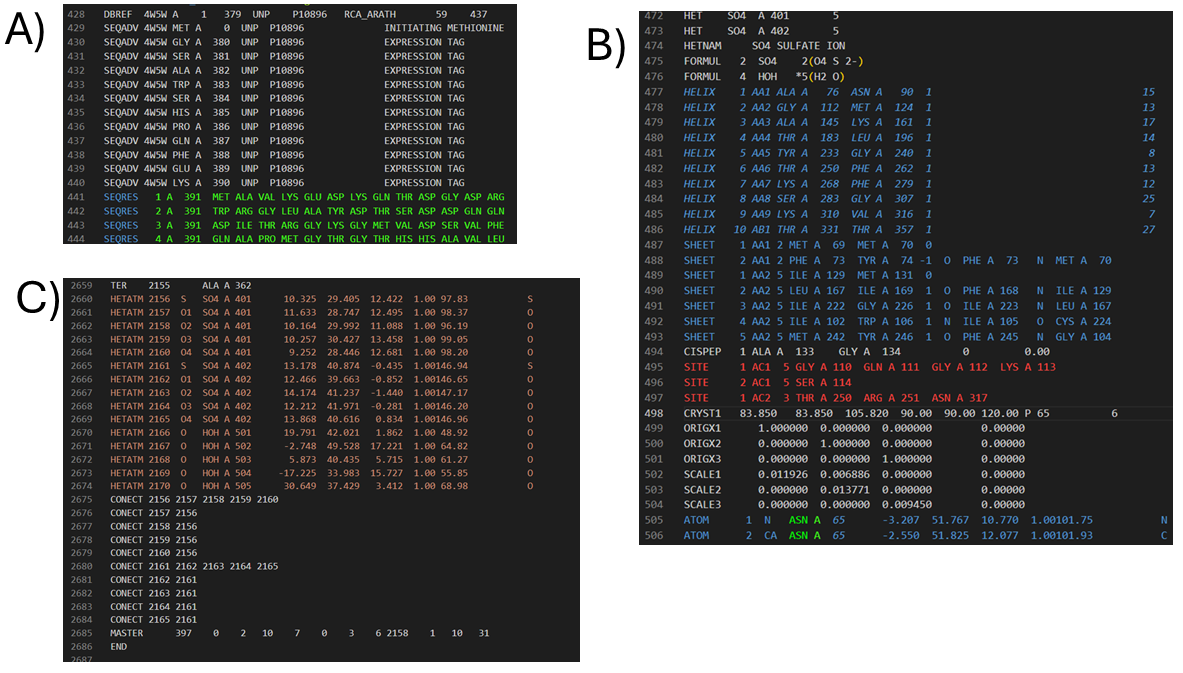 A)
428 DBREF 4W5W A 1 379 UNP P10896 RCA_ARATH 59 437
429 SEQADV 4W5W MET A 0 UNP P10896 INITIATING METHIONINE
430 SEQADV 4W5W GLY A 380 UNP P10896 EXPRESSION TAG
431 SEQADV 4W5W SER A 381 UNP P10896 EXPRESSION TAG
432 SEQADV 4W5W ALA A 382 UNP P10896 EXPRESSION TAG
433 SEQADV 4W5W TRP A 383 UNP P10896 EXPRESSION TAG
434 SEQADV 4W5W SER A 384 UNP P10896 EXPRESSION TAG
435 SEQADV 4W5W HIS A 385 UNP P10896 EXPRESSION TAG
436 SEQADV 4W5W PRO A 386 UNP P10896 EXPRESSION TAG
437 SEQADV 4W5W GLN A 387 UNP P10896 EXPRESSION TAG
438 SEQADV 4W5W PHE A 388 UNP P10896 EXPRESSION TAG
439 SEQADV 4W5W GLU A 389 UNP P10896 EXPRESSION TAG
440 SEQADV 4W5W LYS A 390 UNP P10896 EXPRESSION TAG
441 SEQRES 1 A 391 MET ALA VAL LYS GLU ASP LYS GLN THR ASP GLY ASP ARG
442 SEQRES 2 A 391 TRP ARG GLY LEU ALA TYR ASP THR SER ASP ASP GLN GLN
443 SEQRES 3 A 391 ASP ILE THR ARG GLY LYS GLY MET VAL ASP SER VAL PHE
444 SEQRES 4 A 391 GLN ALA PRO MET GLY THR GLY THR HIS HIS ALA VAL LEU
B)
472 HET SO4 A 401 5
473 HET SO4 A 402 5
474 HETNAM SO4 SULFATE ION
475 FORMUL 2 SO4 2(O4 S 2-)
476 FORMUL 4 HOH *5(H2 O)
477 HELIX 1 AA1 ALA A 76 ASN A 90 1 15
478 HELIX 2 AA2 GLY A 112 MET A 124 1 13
479 HELIX 3 AA3 ALA A 145 LYS A 161 1 17
480 HELIX 4 AA4 THR A 183 LEU A 196 1 14
481 HELIX 5 AA5 TYR A 233 GLY A 240 1 8
482 HELIX 6 AA6 THR A 250 PHE A 262 1 13
483 HELIX 7 AA7 LYS A 268 PHE A 279 1 12
484 HELIX 8 AA8 SER A 283 GLY A 307 1 25
485 HELIX 9 AA9 LYS A 310 VAL A 316 1 7
486 HELIX 10 AB1 THR A 331 THR A 357 1 27
487 SHEET 1 AA1 2 MET A 69 MET A 70 0
488 SHEET 2 AA1 2 PHE A 73 TYR A 74 -1 O PHE A 73 N MET A 70
489 SHEET 1 AA2 5 ILE A 129 MET A 131 0
490 SHEET 2 AA2 5 LEU A 167 ILE A 169 1 O PHE A 168 N ILE A 129
491 SHEET 3 AA2 5 ILE A 222 GLY A 226 1 O ILE A 223 N LEU A 167
492 SHEET 4 AA2 5 ILE A 102 TRP A 106 1 N ILE A 105 O CYS A 224
493 SHEET 5 AA2 5 MET A 242 TYR A 246 1 O PHE A 245 N GLY A 104
494 CISPEP 1 ALA A 133 GLY A 134 0 0.00
495 SITE 1 AC1 5 GLY A 110 GLN A 111 GLY A 112 LYS A 113
496 SITE 2 AC1 5 SER A 114
497 SITE 1 AC2 3 THR A 250 ARG A 251 ASN A 317
498 CRYST1 83.850 83.850 105.820 90.00 90.00 120.00 P 65 6
499 ORIGX1 1.000000 0.000000 0.000000 0.00000
500 ORIGX2 0.000000 1.000000 0.000000 0.00000
501 ORIGX3 0.000000 0.000000 1.000000 0.00000
502 SCALE1 0.011926 0.006886 0.000000 0.00000
503 SCALE2 0.000000 0.013771 0.000000 0.00000
504 SCALE3 0.000000 0.000000 0.009450 0.00000
505 ATOM 1 N ASN A 65 -3.207 51.767 10.770 1.00101.75 N
506 ATOM 2 CA ASN A 65 -2.550 51.825 12.077 1.00101.93 C
C)
2659 TER 2155 ALA A 362
2660 HETATM 2156 S SO4 A 401 10.325 29.405 12.422 1.00 97.83 S
2661 HETATM 2157 O1 SO4 A 401 11.633 28.747 12.495 1.00 98.37 O
2662 HETATM 2158 O2 SO4 A 401 10.164 29.992 11.088 1.00 96.19 O
2663 HETATM 2159 O3 SO4 A 401 10.257 30.427 13.458 1.00 99.05 O
2664 HETATM 2160 O4 SO4 A 401 9.252 28.446 12.681 1.00 98.20 O
2665 HETATM 2161 S SO4 A 402 13.178 40.874 -0.435 1.00146.94 S
2666 HETATM 2162 O1 SO4 A 402 12.466 39.663 -0.852 1.00146.65 O
2667 HETATM 2163 O2 SO4 A 402 14.174 41.237 -1.440 1.00147.17 O
2668 HETATM 2164 O3 SO4 A 402 12.212 41.971 -0.281 1.00146.20 O
2669 HETATM 2165 O4 SO4 A 402 13.868 40.616 0.834 1.00146.96 O
2670 HETATM 2166 O HOH A 501 19.791 42.021 1.862 1.00 48.92 O
2671 HETATM 2167 O HOH A 502 -2.748 49.528 17.221 1.00 64.82 O
2672 HETATM 2168 O HOH A 503 5.873 40.435 5.715 1.00 61.27 O
2673 HETATM 2169 O HOH A 504 -17.225 33.983 15.727 1.00 55.85 O
2674 HETATM 2170 O HOH A 505 30.649 37.429 3.412 1.00 68.98 O
2675 CONECT 2156 2157 2158 2159 2160
2676 CONECT 2157 2156
2677 CONECT 2158 2156
2678 CONECT 2159 2156
2679 CONECT 2160 2156
2680 CONECT 2161 2162 2163 2164 2165
2681 CONECT 2162 2161
2682 CONECT 2163 2161
2683 CONECT 2164 2161
2684 CONECT 2165 2161
2685 MASTER 397 0 2 10 7 0 3 6 2158 1 10 31
2686 END
2687